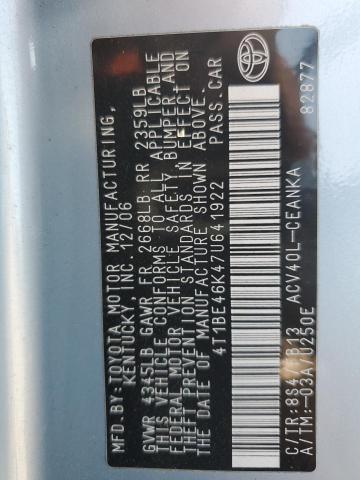 MFD. BY: TOYOTA MOTOR MANUFACTURING,
KENTUCKY, INC. 12/06
GVWR 4345LB GAWR FR 2668LB RR 2359LB
THIS VEHICLE CONFORMS TO ALL APPLICABLE
FEDERAL MOTOR VEHICLE SAFETY, BUMPER AND
THEFT PREVENTION STANDARDS IN EFFECT ON
THE DATE OF MANUFACTURE SHOWN ABOVE.
4T1BE46K47U641922 PASS.CAR
C/TR:8S4 ACV40L-CEANKA
A/TM:-03A/U250E 82877